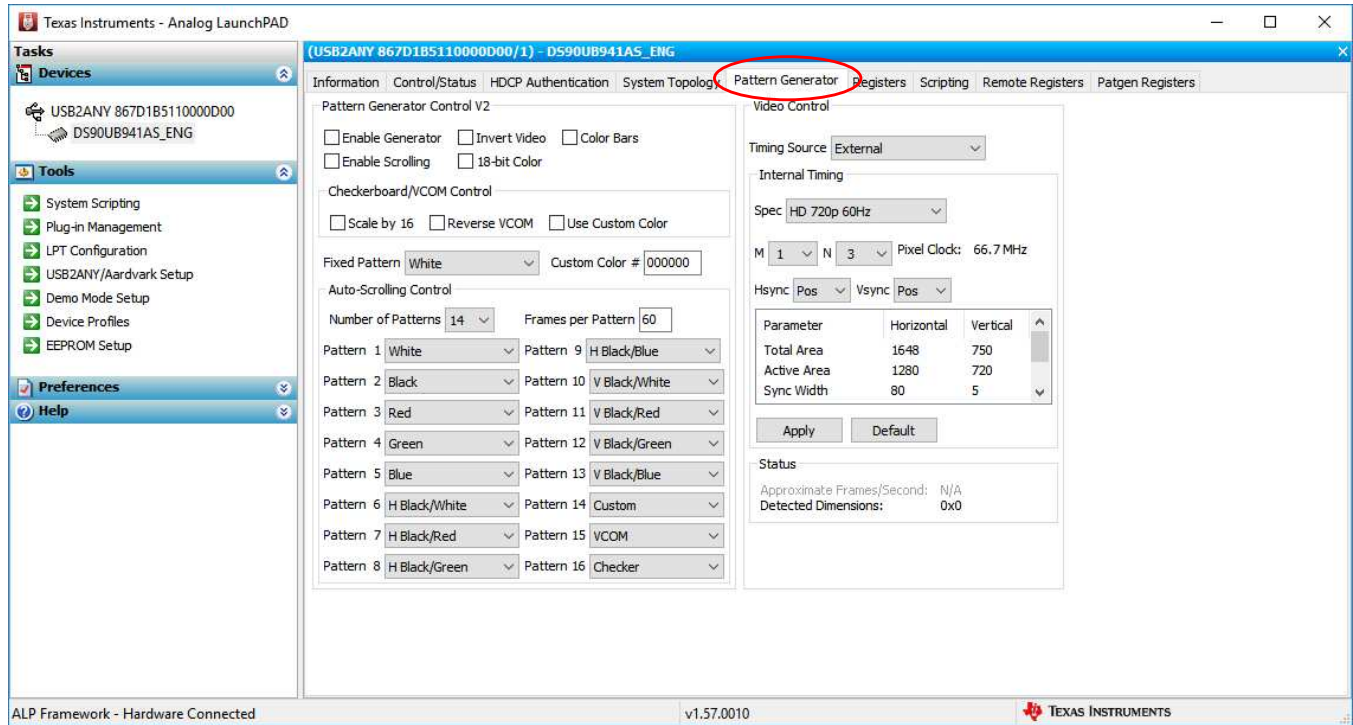 Texas Instruments - Analog LaunchPAD
Tasks
Devices
USB2ANY 867D1B5110000D00
DS90UB941AS_ENG
Tools
System Scripting
Plug-in Management
LPT Configuration
USB2ANY/Aardvark Setup
Demo Mode Setup
Device Profiles
EEPROM Setup
Preferences
Help
(USB2ANY 867D1B5110000D00/1) - DS90UB941AS_ENG
Information Control/Status HDCP Authentication System Topology Pattern Generator Registers Scripting Remote Registers Patgen Registers
Pattern Generator Control V2
Enable Generator Invert Video Color Bars
Enable Scrolling 18-bit Color
Checkerboard/VCOM Control
Scale by 16 Reverse VCOM Use Custom Color
Fixed Pattern White Custom Color # 000000
Auto-Scrolling Control
Number of Patterns 14 Frames per Pattern 60
Pattern 1 White Pattern 9 H Black/Blue
Pattern 2 Black Pattern 10 V Black/White
Pattern 3 Red Pattern 11 V Black/Red
Pattern 4 Green Pattern 12 V Black/Green
Pattern 5 Blue Pattern 13 V Black/Blue
Pattern 6 H Black/White Pattern 14 Custom
Pattern 7 H Black/Red Pattern 15 VCOM
Pattern 8 H Black/Green Pattern 16 Checker
Video Control
Timing Source External
Internal Timing
Spec HD 720p 60Hz
M 1 N 3 Pixel Clock: 66.7 MHz
Hsync Pos Vsync Pos
Parameter Horizontal Vertical
Total Area 1648 750
Active Area 1280 720
Sync Width 80 5
Apply Default
Status
Approximate Frames/Second: N/A
Detected Dimensions: 0x0
ALP Framework - Hardware Connected v1.57.0010 TEXAS INSTRUMENTS